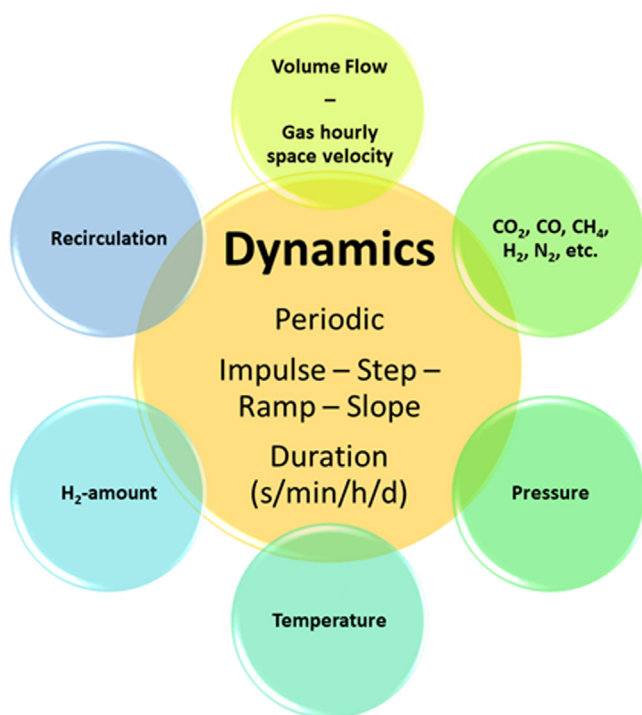 Volume Flow
–
Gas hourly
space velocity
CO₂, CO, CH₄,
H₂, N₂, etc.
Recirculation
Dynamics
Periodic
Impulse – Step –
Ramp – Slope
Duration
(s/min/h/d)
H₂-amount
Pressure
Temperature